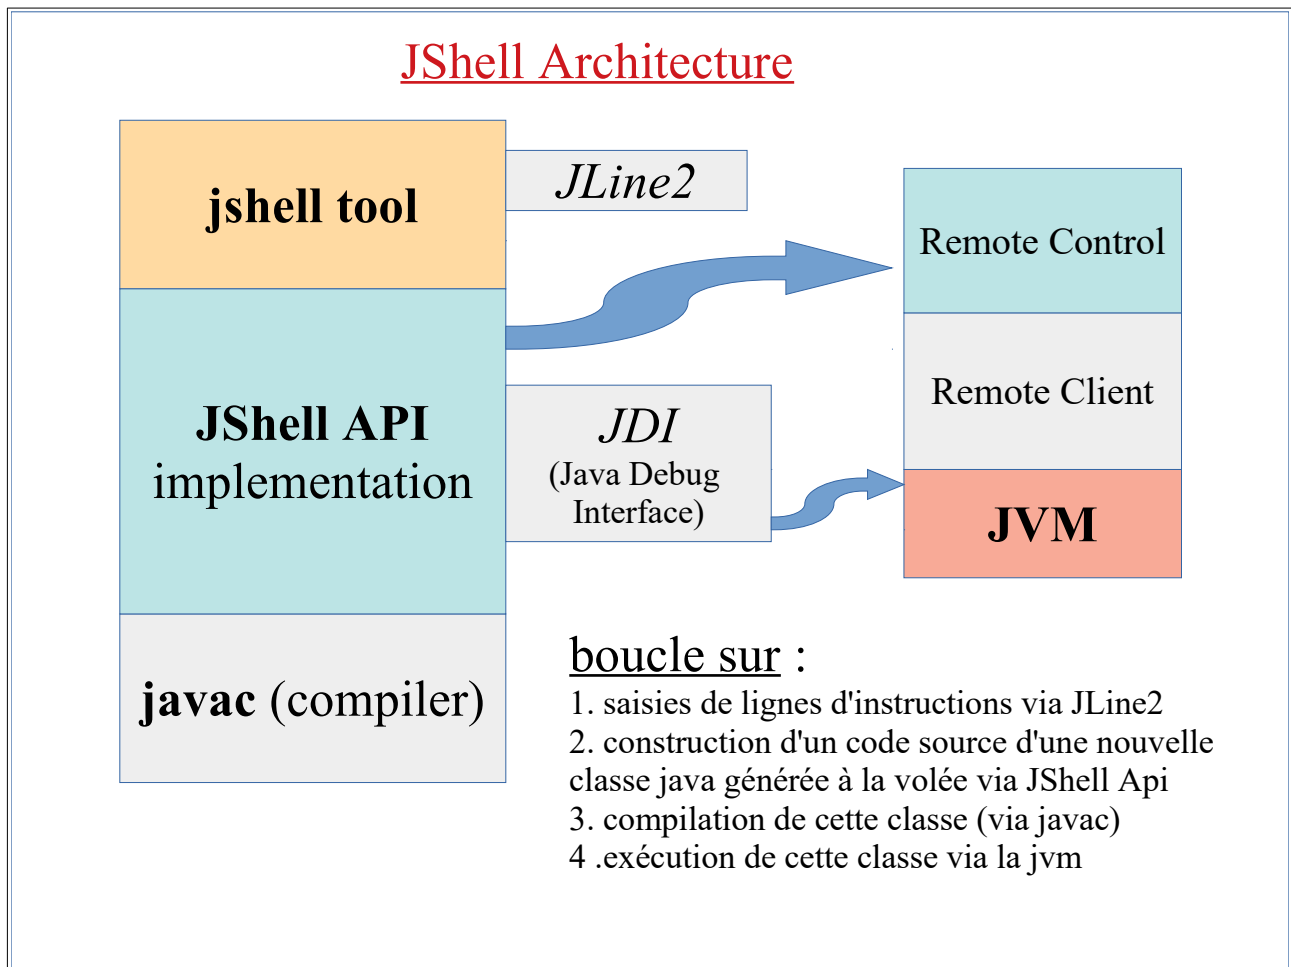 JShell Architecture
jshell tool
JLine2
Remote Control
JShell API
implementation
Remote Client
JDI
(Java Debug
Interface)
JVM
javac (compiler)
boucle sur :
1. saisies de lignes d'instructions via JLine2
2. construction d'un code source d'une nouvelle
classe java générée à la volée via JShell Api
3. compilation de cette classe (via javac)
4 .exécution de cette classe via la jvm